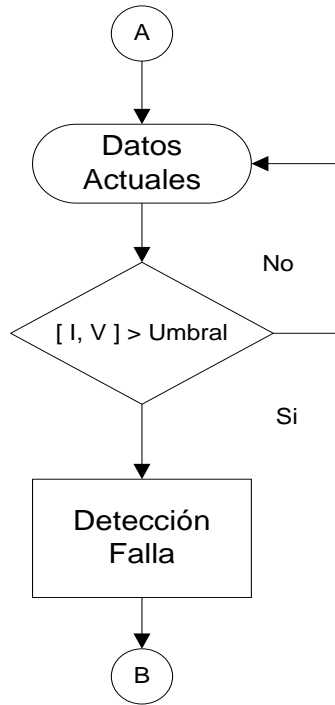 A
Datos
Actuales
No
[ I, V ] > Umbral
Si
Detección
Falla
B